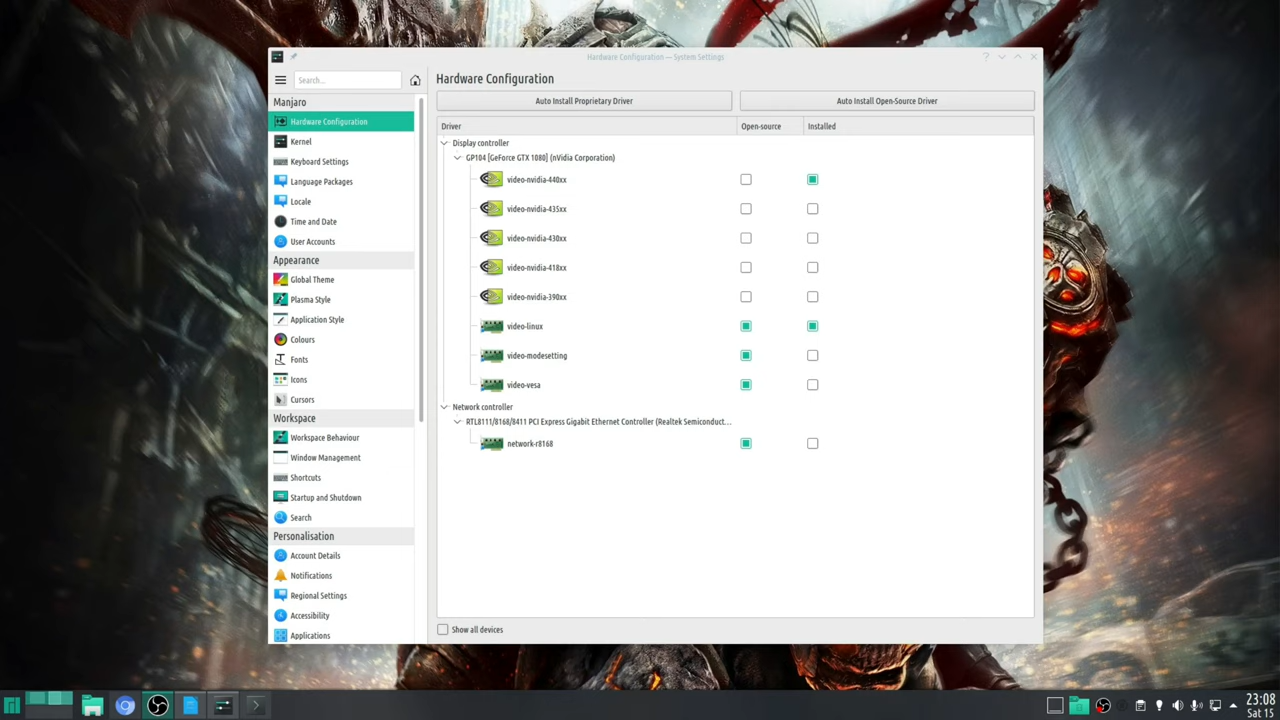 Hardware Configuration — System Settings
Search...
Hardware Configuration
Manjaro
Auto Install Proprietary Driver
Auto Install Open-Source Driver
Hardware Configuration
Kernel
Keyboard Settings
Language Packages
Locale
Time and Date
User Accounts
Appearance
Global Theme
Plasma Style
Application Style
Colours
Fonts
Icons
Cursors
Workspace
Workspace Behaviour
Window Management
Shortcuts
Startup and Shutdown
Search
Personalisation
Account Details
Notifications
Regional Settings
Accessibility
Applications
Driver Open-source Installed
Display controller
GP104 [GeForce GTX 1080] (nVidia Corporation)
video-nvidia-440xx
video-nvidia-435xx
video-nvidia-430xx
video-nvidia-418xx
video-nvidia-390xx
video-linux
video-modesetting
video-vesa
Network controller
RTL8111/8168/8411 PCI Express Gigabit Ethernet Controller (Realtek Semiconduct...
network-r8168
Show all devices
23:08
Sat 15